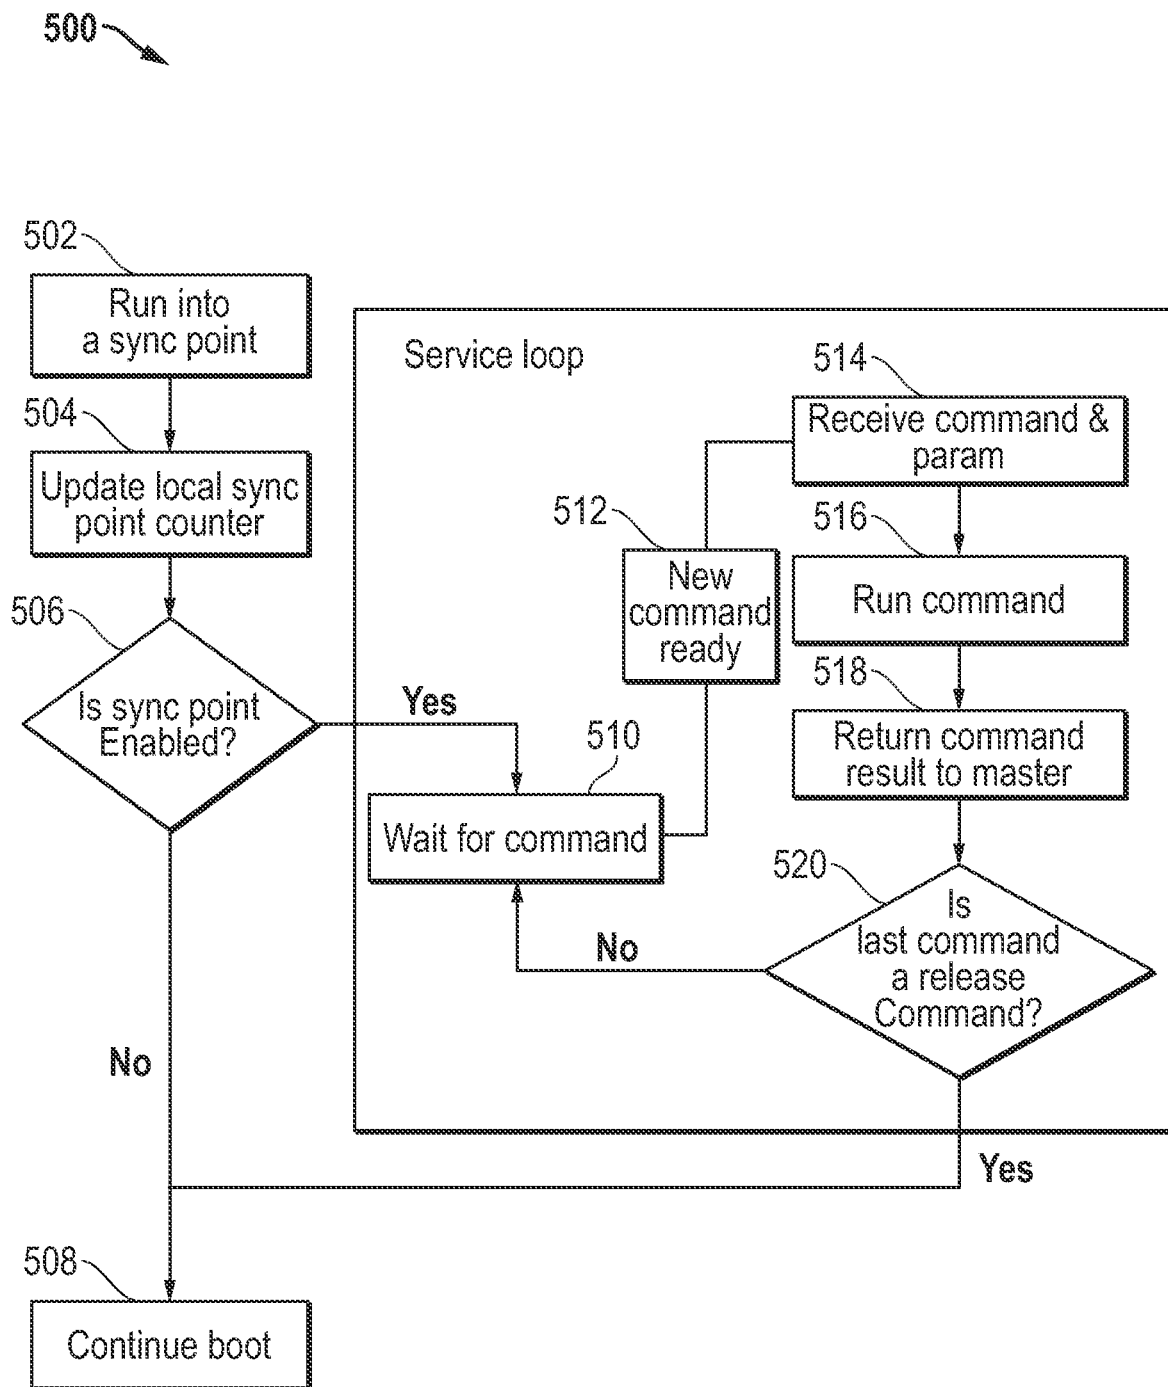 500
502
Run into
a sync point
504
Update local sync
point counter
506
Is sync point
Enabled?
Yes
No
508
Continue boot
Service loop
510
Wait for command
512
New
command
ready
514
Receive command &
param
516
Run command
518
Return command
result to master
520
Is
last command
a release
Command?
No
Yes